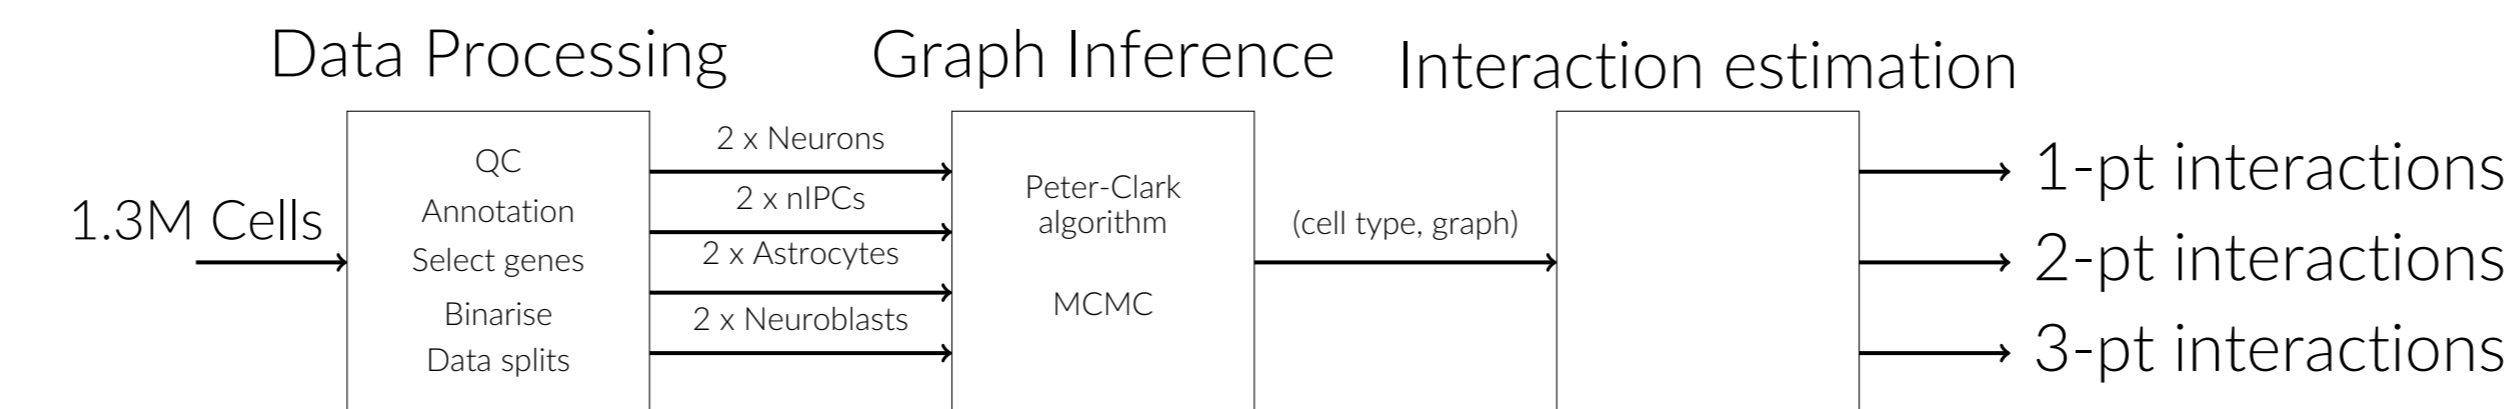 Data Processing
Graph Inference
Interaction estimation
1.3M Cells
QC
Annotation
Select genes
Binarise
Data splits
2 x Neurons
2 x nIPCs
2 x Astrocytes
2 x Neuroblasts
Peter-Clark
algorithm
MCMC
(cell type, graph)
1-pt interactions
2-pt interactions
3-pt interactions